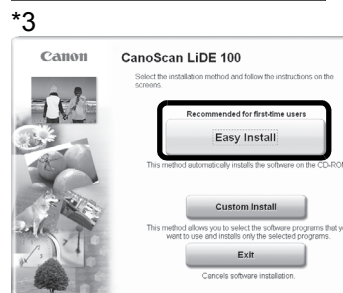 *3
Canon
CanoScan LiDE 100
Select the installation method and follow the instructions on the
screens.
Recommended for first-time users
Easy Install
This method automatically installs the software on the CD-ROM
Custom Install
This method allows you to select the software programs that y
want to use and installs only the selected programs.
Exit
Cancels software installation.